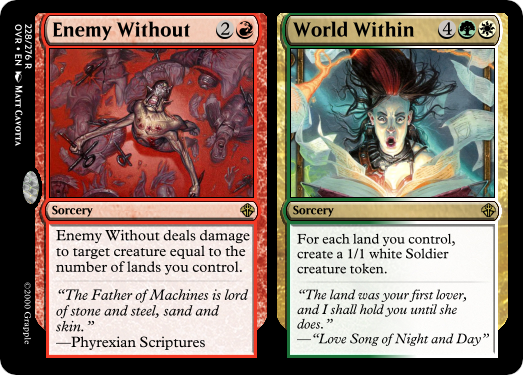 Enemy Without 2
Sorcery
Enemy Without deals damage
to target creature equal to the
number of lands you control.
“The Father of Machines is lord
of stone and steel, sand and
skin.”
—Phyrexian Scriptures
World Within 4
Sorcery
For each land you control,
create a 1/1 white Soldier
creature token.
“The land was your first lover,
and I shall hold you until she
does.”
—“Love Song of Night and Day”
228/276 R
OVR • EN Matt Cavotta
©2000 Grapple